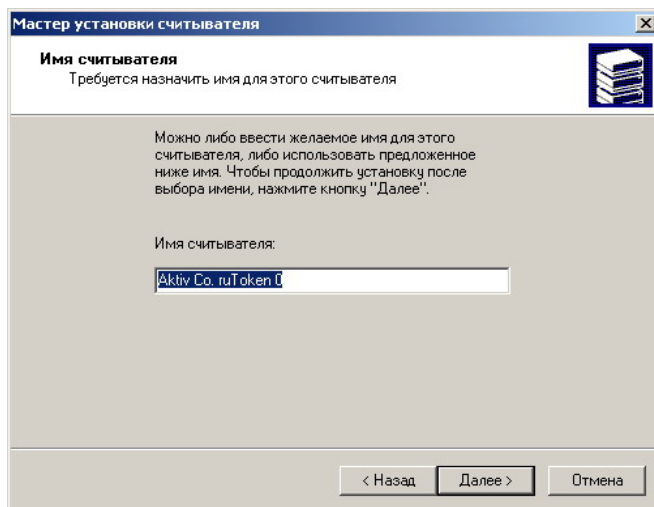 Мастер установки считывателя
Имя считывателя
Требуется назначить имя для этого считывателя
Можно либо ввести желаемое имя для этого
считывателя, либо использовать предложенное
ниже имя. Чтобы продолжить установку после
выбора имени, нажмите кнопку "Далее".
Имя считывателя:
Aktiv Co. ruToken 0
< Назад Далее > Отмена